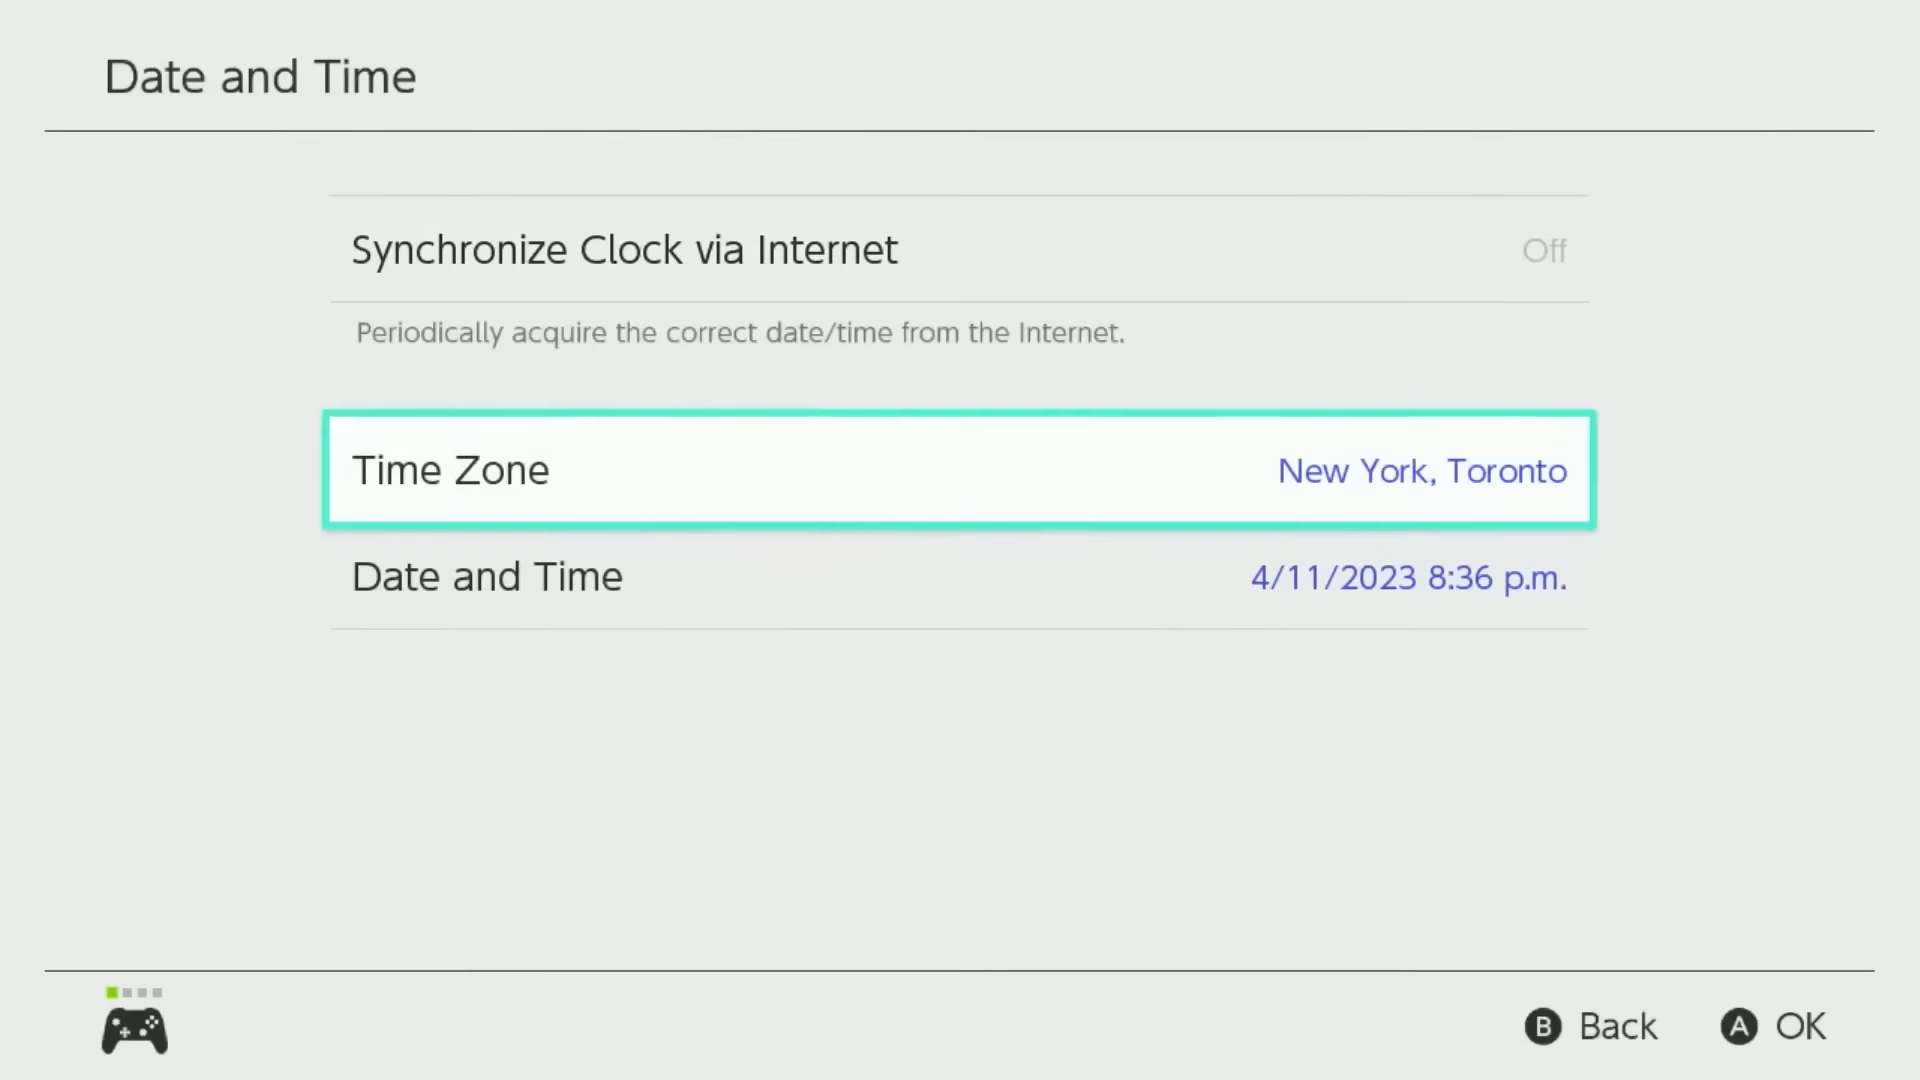 Date and Time
Synchronize Clock via Internet Off
Periodically acquire the correct date/time from the Internet.
Time Zone New York, Toronto
Date and Time 4/11/2023 8:36 p.m.
B Back A OK